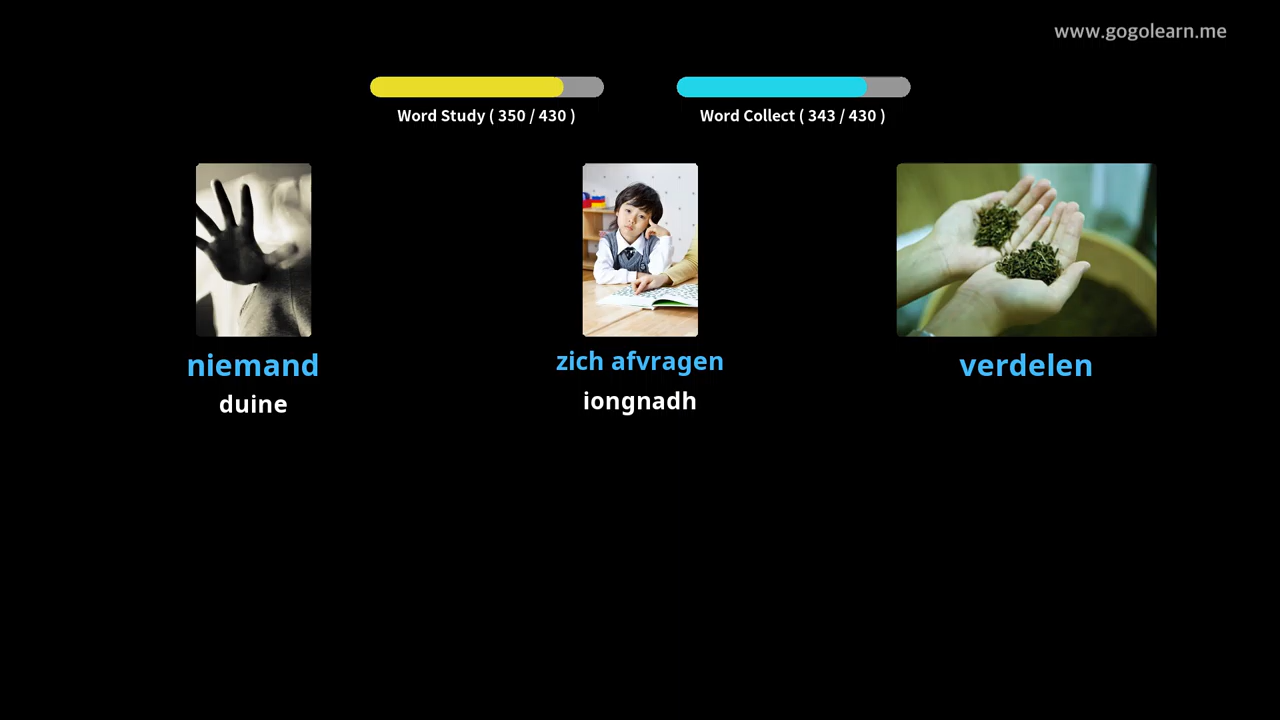 www.gogolearn.me
Word Study ( 350 / 430 )
Word Collect ( 343 / 430 )
niemand
duine
zich afvragen
iongnadh
verdelen